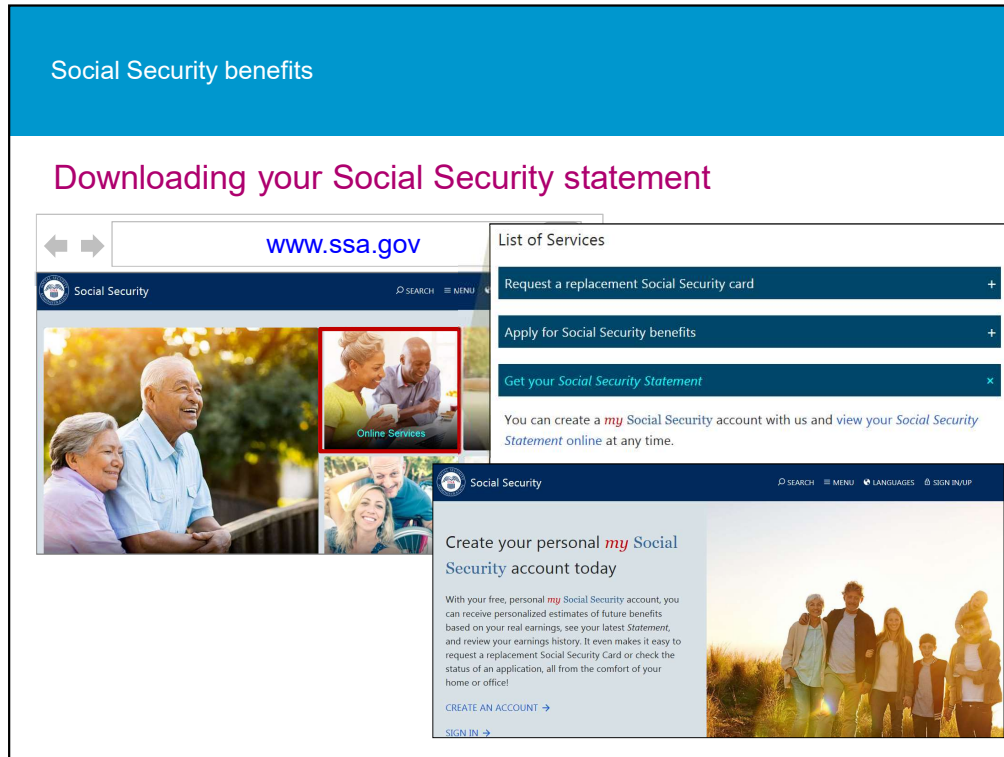 Social Security benefits
Downloading your Social Security statement
www.ssa.gov
Social Security
SEARCH
MENU
Online Services
List of Services
Request a replacement Social Security card +
Apply for Social Security benefits +
Get your Social Security Statement ×
You can create a my Social Security account with us and view your Social Security
Statement online at any time.
Social Security
SEARCH
MENU
LANGUAGES
SIGN IN/UP
Create your personal my Social
Security account today
With your free, personal my Social Security account, you
can receive personalized estimates of future benefits
based on your real earnings, see your latest Statement,
and review your earnings history. It even makes it easy to
request a replacement Social Security Card or check the
status of an application, all from the comfort of your
home or office!
CREATE AN ACCOUNT →
SIGN IN →